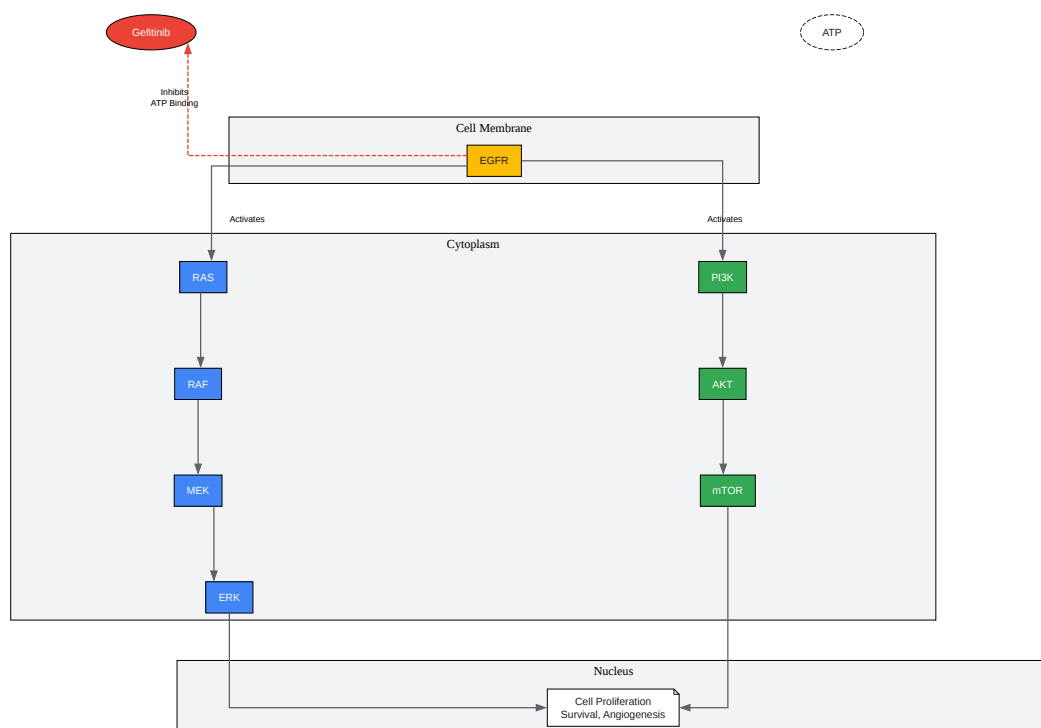 Gefitinib
ATP
Inhibits
ATP Binding
Cell Membrane
EGFR
Activates
Activates
Cytoplasm
RAS
PI3K
RAF
AKT
MEK
mTOR
ERK
Nucleus
Cell Proliferation
Survival, Angiogenesis